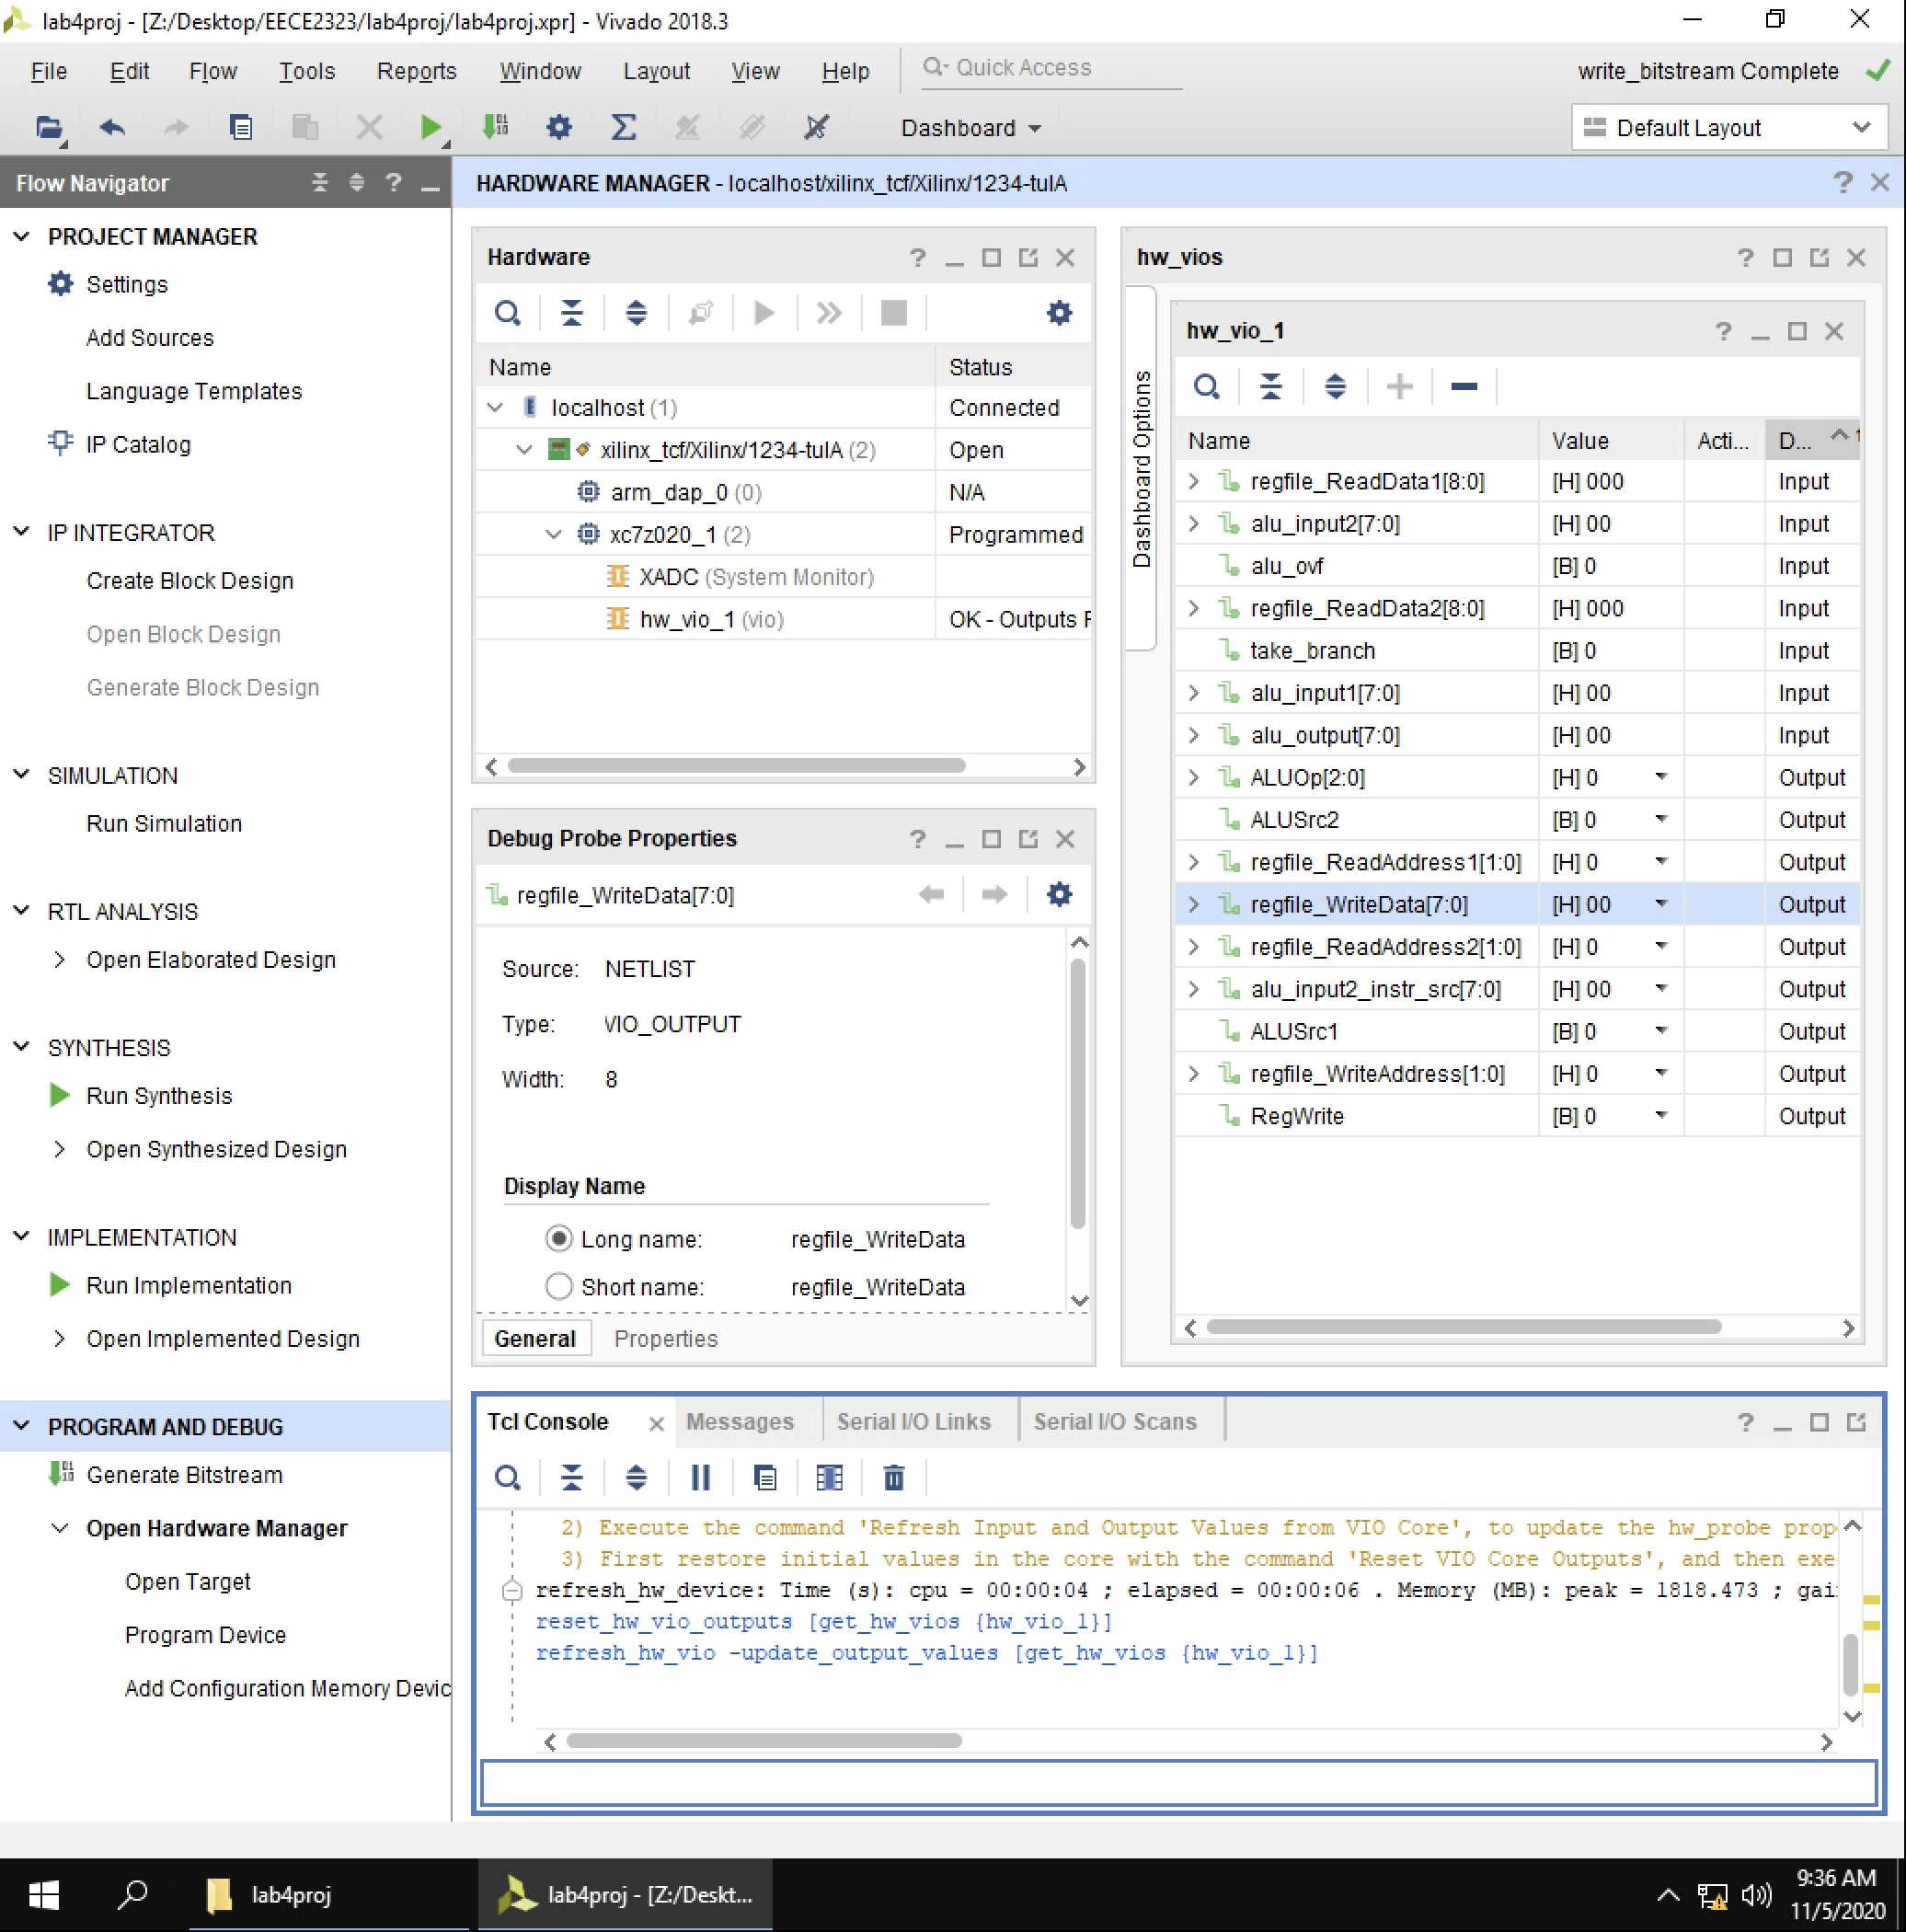 lab4proj - [Z:/Desktop/EECE2323/lab4proj/lab4proj.xpr] - Vivado 2018.3
File Edit Flow Tools Reports Window Layout View Help Quick Access write_bitstream Complete
Dashboard Default Layout
Flow Navigator
HARDWARE MANAGER - localhost/xilinx_tcf/Xilinx/1234-tulA
PROJECT MANAGER
Settings
Add Sources
Language Templates
IP Catalog
IP INTEGRATOR
Create Block Design
Open Block Design
Generate Block Design
SIMULATION
Run Simulation
RTL ANALYSIS
Open Elaborated Design
SYNTHESIS
Run Synthesis
Open Synthesized Design
IMPLEMENTATION
Run Implementation
Open Implemented Design
PROGRAM AND DEBUG
Generate Bitstream
Open Hardware Manager
Open Target
Program Device
Add Configuration Memory Devic
Hardware
Name Status
localhost (1) Connected
xilinx_tcf/Xilinx/1234-tulA (2) Open
arm_dap_0 (0) N/A
xc7z020_1 (2) Programmed
XADC (System Monitor)
hw_vio_1 (vio) OK - Outputs F
Debug Probe Properties
regfile_WriteData[7:0]
Source: NETLIST
Type: VIO_OUTPUT
Width: 8
Display Name
Long name: regfile_WriteData
Short name: regfile_WriteData
General Properties
hw_vios
Dashboard Options
hw_vio_1
Name Value Acti... D... 1
regfile_ReadData1[8:0] [H] 000 Input
alu_input2[7:0] [H] 00 Input
alu_ovf [B] 0 Input
regfile_ReadData2[8:0] [H] 000 Input
take_branch [B] 0 Input
alu_input1[7:0] [H] 00 Input
alu_output[7:0] [H] 00 Input
ALUOp[2:0] [H] 0 Output
ALUSrc2 [B] 0 Output
regfile_ReadAddress1[1:0] [H] 0 Output
regfile_WriteData[7:0] [H] 00 Output
regfile_ReadAddress2[1:0] [H] 0 Output
alu_input2_instr_src[7:0] [H] 00 Output
ALUSrc1 [B] 0 Output
regfile_WriteAddress[1:0] [H] 0 Output
RegWrite [B] 0 Output
Tcl Console Messages Serial I/O Links Serial I/O Scans
2) Execute the command 'Refresh Input and Output Values from VIO Core', to update the hw_probe prop
3) First restore initial values in the core with the command 'Reset VIO Core Outputs', and then exe
refresh_hw_device: Time (s): cpu = 00:00:04 ; elapsed = 00:00:06 . Memory (MB): peak = 1818.473 ; gai
reset_hw_vio_outputs [get_hw_vios {hw_vio_1}]
refresh_hw_vio -update_output_values [get_hw_vios {hw_vio_1}]
lab4proj
lab4proj - [Z:/Deskt...
9:36 AM
11/5/2020